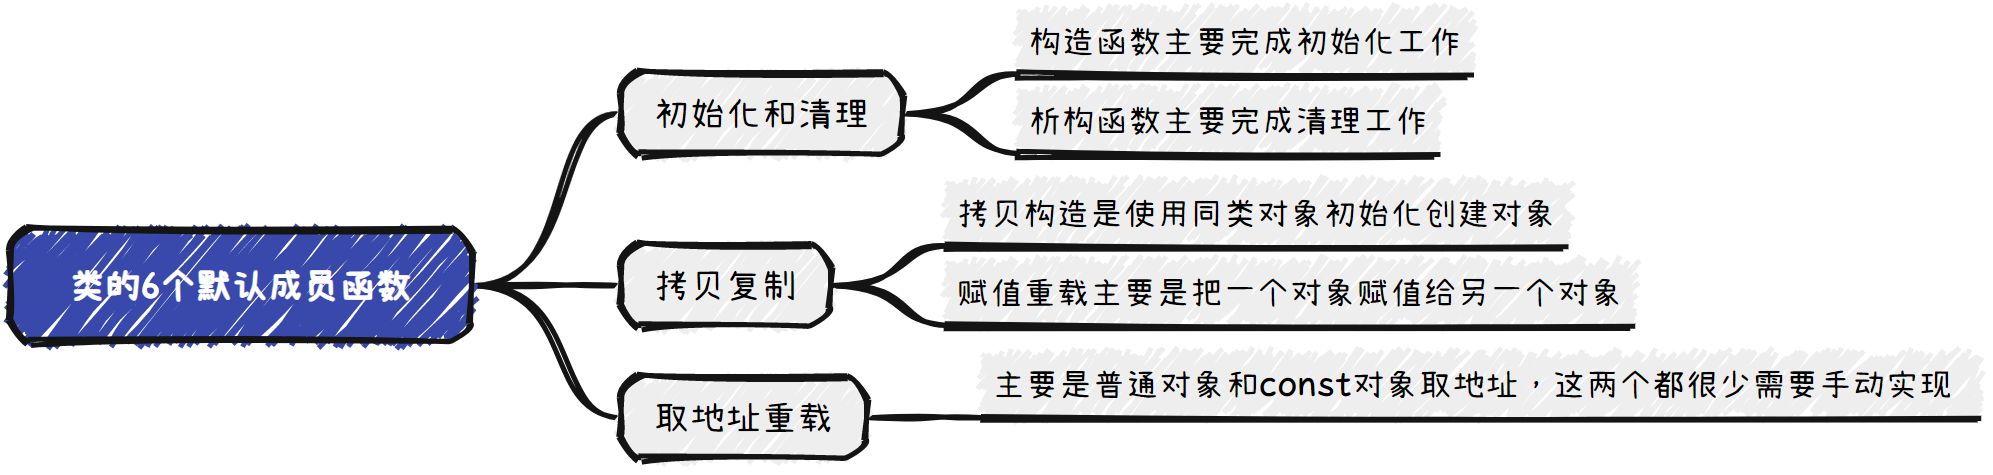 类的6个默认成员函数
初始化和清理
构造函数主要完成初始化工作
析构函数主要完成清理工作
拷贝复制
拷贝构造是使用同类对象初始化创建对象
赋值重载主要是把一个对象赋值给另一个对象
取地址重载
主要是普通对象和const对象取地址，这两个都很少需要手动实现